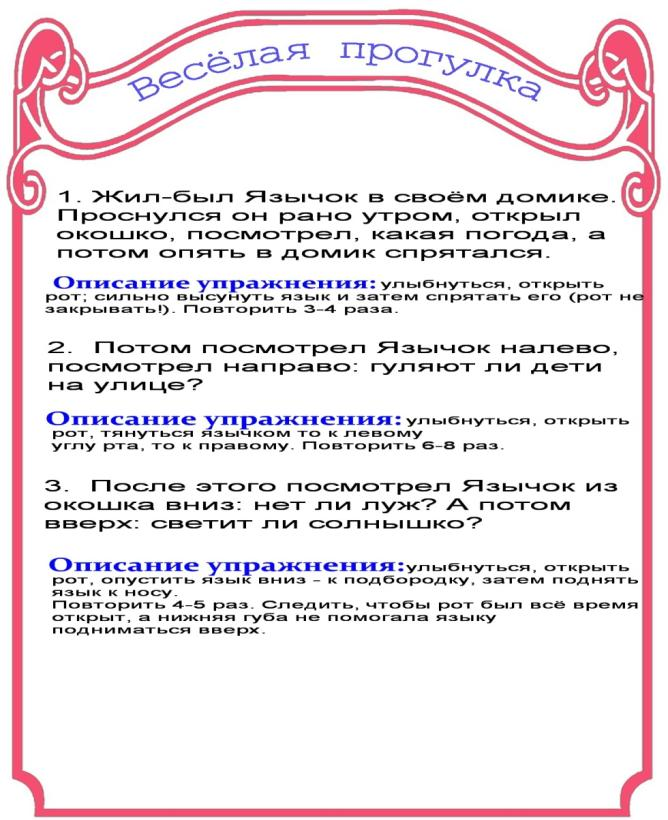 Весёлая прогулка
1. Жил-был Язычок в своём домике.
Проснулся он рано утром, открыл
окошко, посмотрел, какая погода, а
потом опять в домик спрятался.
Описание упражнения: улыбнуться, открыть
рот; сильно высунуть язык и затем спрятать его (рот не
закрывать!). Повторить 3-4 раза.
2. Потом посмотрел Язычок налево,
посмотрел направо: гуляют ли дети
на улице?
Описание упражнения: улыбнуться, открыть
рот, тянуться язычком то к левому
углу рта, то к правому. Повторить 6-8 раз.
3. После этого посмотрел Язычок из
окошка вниз: нет ли луж? А потом
вверх: светит ли солнышко?
Описание упражнения:улыбнуться, открыть
рот, опустить язык вниз - к подбородку, затем поднять
язык к носу.
Повторить 4-5 раз. Следить, чтобы рот был всё время
открыт, а нижняя губа не помогала языку
подниматься вверх.